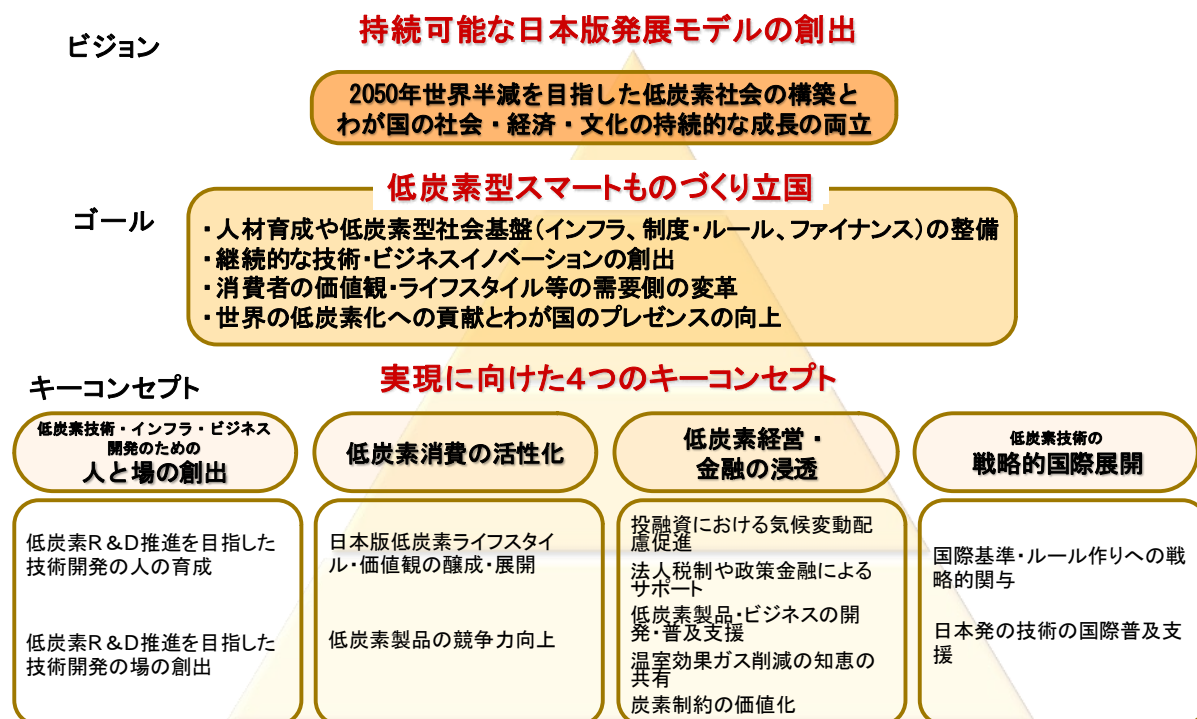 ビジョン
持続可能な日本版発展モデルの創出
2050年世界半減を目指した低炭素社会の構築と
わが国の社会・経済・文化の持続的な成長の両立
ゴール
低炭素型スマートものづくり立国
・人材育成や低炭素型社会基盤(インフラ、制度・ルール、ファイナンス)の整備
・継続的な技術・ビジネスイノベーションの創出
・消費者の価値観・ライフスタイル等の需要側の変革
・世界の低炭素化への貢献とわが国のプレゼンスの向上
キーコンセプト
実現に向けた4つのキーコンセプト
低炭素技術・インフラ・ビジネス
開発のための
人と場の創出
低炭素R&D推進を目指した
技術開発の人の育成
低炭素R&D推進を目指した
技術開発の場の創出
低炭素消費の活性化
日本版低炭素ライフスタイ
ル・価値観の醸成・展開
低炭素製品の競争力向上
低炭素経営・
金融の浸透
投融資における気候変動配
慮促進
法人税制や政策金融による
サポート
低炭素製品・ビジネスの開
発・普及支援
温室効果ガス削減の知恵の
共有
炭素制約の価値化
低炭素技術の
戦略的国際展開
国際基準・ルール作りへの戦
略的関与
日本発の技術の国際普及支
援